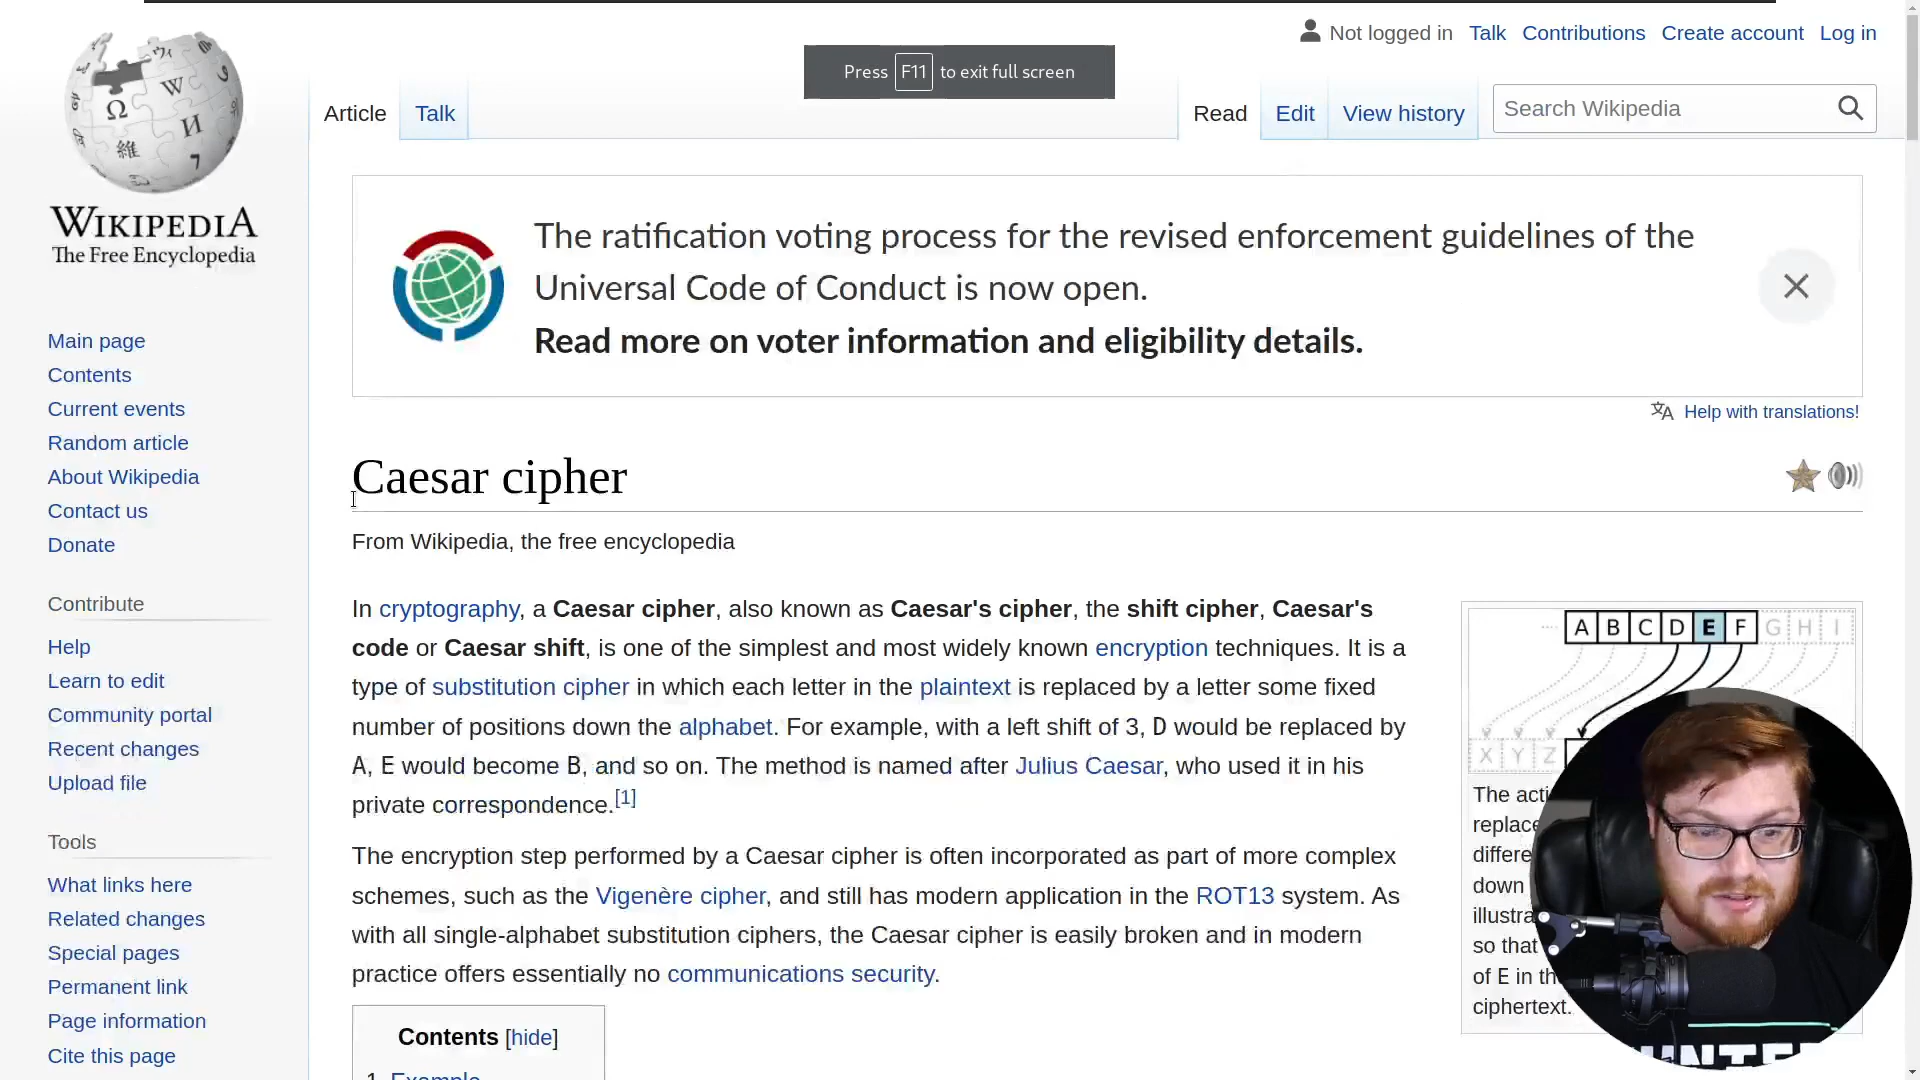 Not logged in Talk Contributions Create account Log in
Press F11 to exit full screen
Article Talk Read Edit View history Search Wikipedia
WIKIPEDIA
The Free Encyclopedia
Main page
Contents
Current events
Random article
About Wikipedia
Contact us
Donate
Contribute
Help
Learn to edit
Community portal
Recent changes
Upload file
Tools
What links here
Related changes
Special pages
Permanent link
Page information
Cite this page
The ratification voting process for the revised enforcement guidelines of the
Universal Code of Conduct is now open.
Read more on voter information and eligibility details.
Help with translations!
Caesar cipher
From Wikipedia, the free encyclopedia
In cryptography, a Caesar cipher, also known as Caesar's cipher, the shift cipher, Caesar's
code or Caesar shift, is one of the simplest and most widely known encryption techniques. It is a
type of substitution cipher in which each letter in the plaintext is replaced by a letter some fixed
number of positions down the alphabet. For example, with a left shift of 3, D would be replaced by
A, E would become B, and so on. The method is named after Julius Caesar, who used it in his
private correspondence.[1]
The encryption step performed by a Caesar cipher is often incorporated as part of more complex
schemes, such as the Vigenère cipher, and still has modern application in the ROT13 system. As
with all single-alphabet substitution ciphers, the Caesar cipher is easily broken and in modern
practice offers essentially no communications security.
Contents [hide]
1 Example
A B C D E F G H I
X Y Z
The
down
so that
of E in
ciphertext.